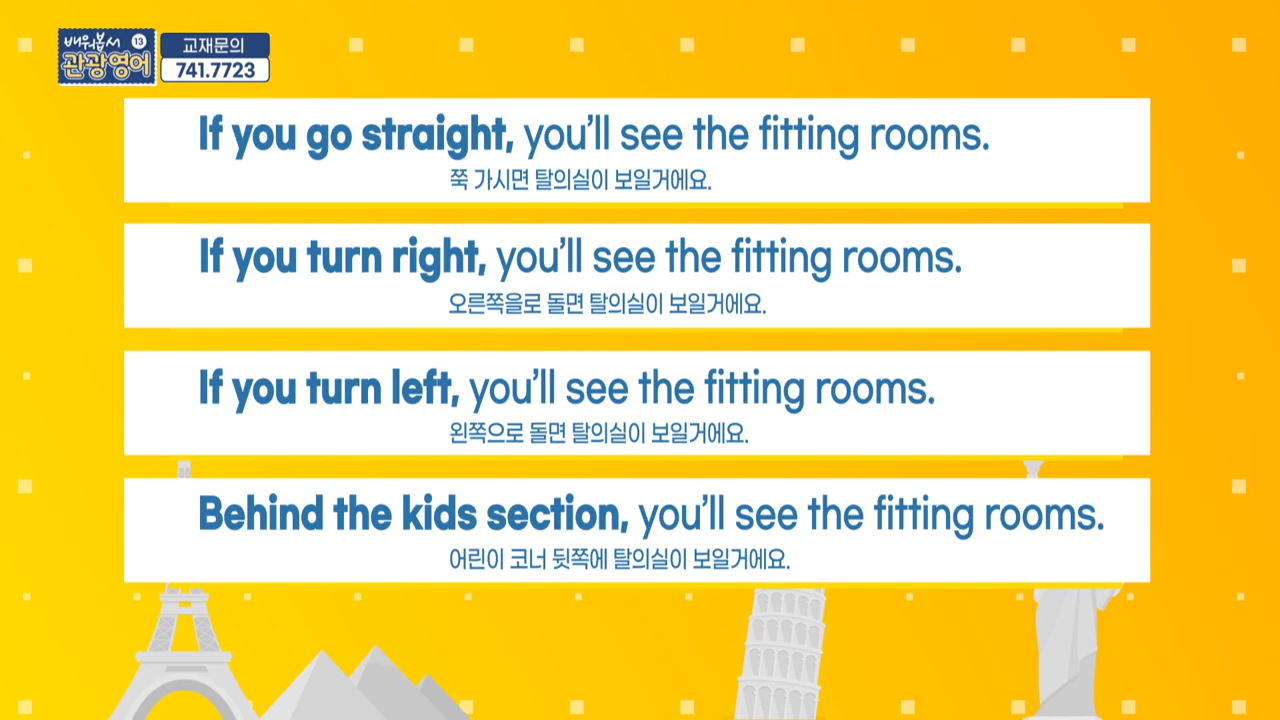 배워봅서 13
관광영어
교재문의
741.7723
If you go straight, you'll see the fitting rooms.
쭉 가시면 탈의실이 보일거에요.
If you turn right, you'll see the fitting rooms.
오른쪽을로 돌면 탈의실이 보일거에요.
If you turn left, you'll see the fitting rooms.
왼쪽으로 돌면 탈의실이 보일거에요.
Behind the kids section, you'll see the fitting rooms.
어린이 코너 뒷쪽에 탈의실이 보일거에요.